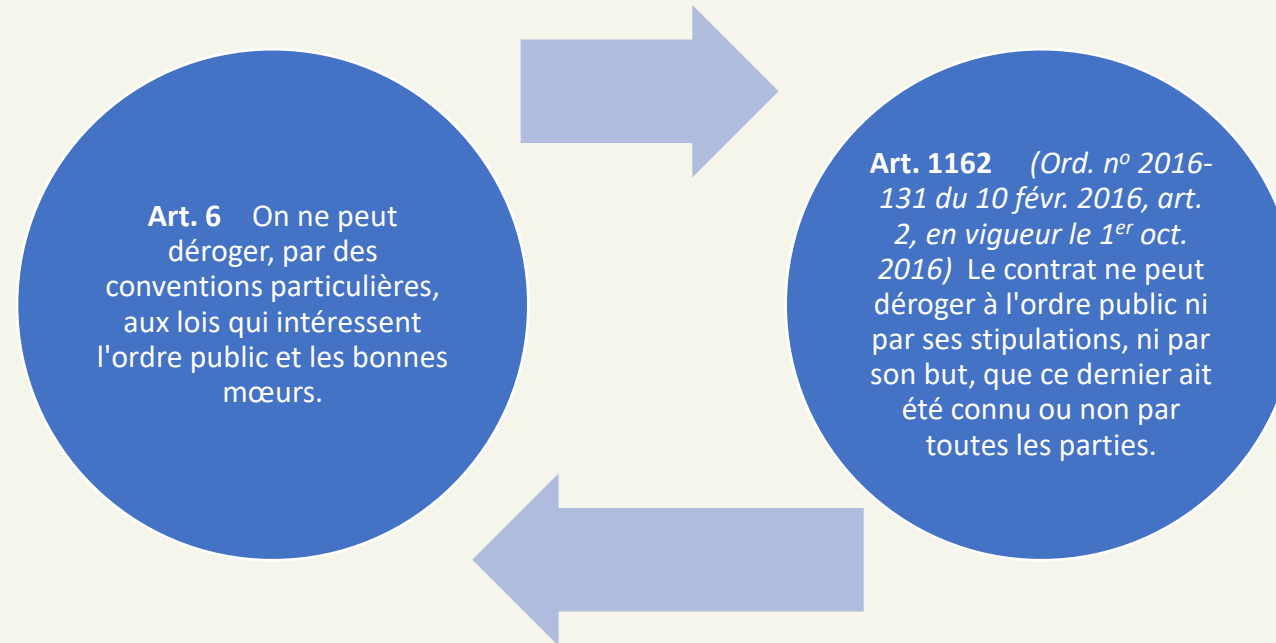 Art. 6 On ne peut
déroger, par des
conventions particulières,
aux lois qui intéressent
l'ordre public et les bonnes
mœurs.
Art. 1162 (Ord. nº 2016-
131 du 10 févr. 2016, art.
2, en vigueur le 1er oct.
2016) Le contrat ne peut
déroger à l'ordre public ni
par ses stipulations, ni par
son but, que ce dernier ait
été connu ou non par
toutes les parties.